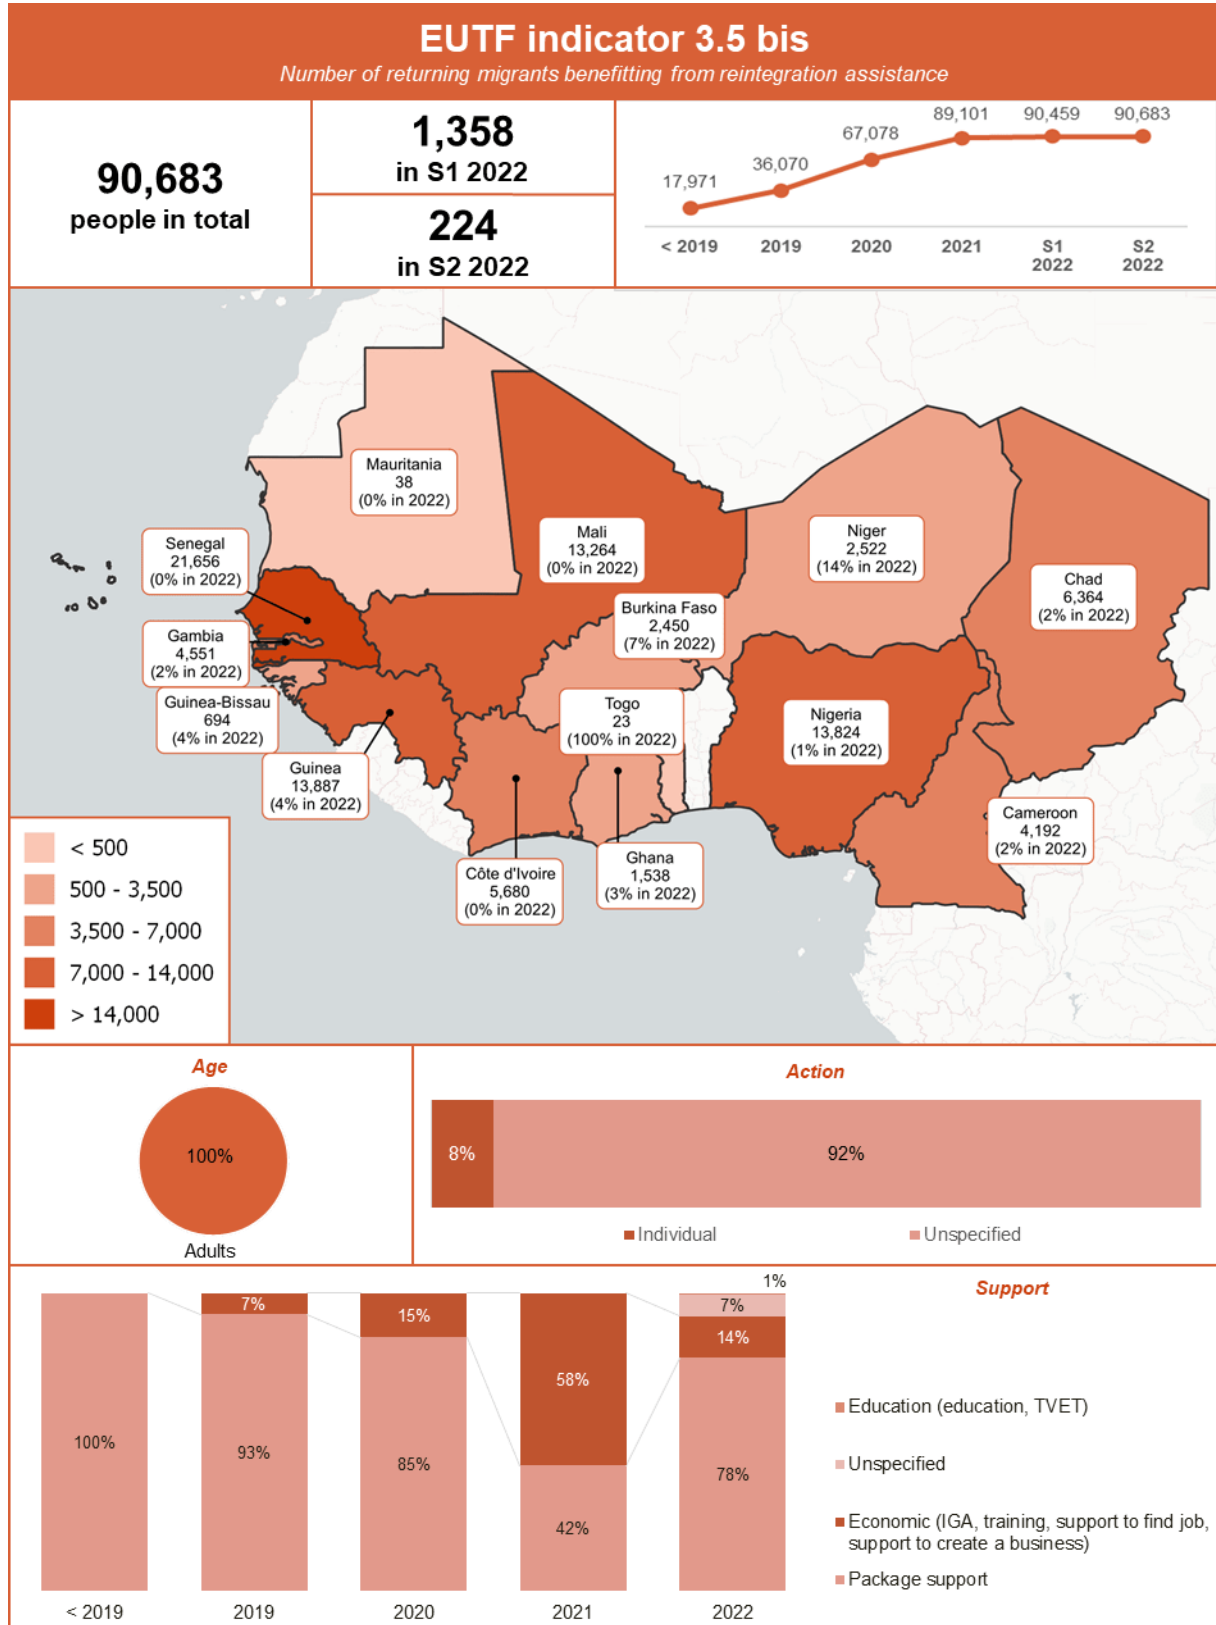 EUTF indicator 3.5 bis
Number of returning migrants benefitting from reintegration assistance
90,683
people in total
1,358
in S1 2022
224
in S2 2022
17,971
36,070
67,078
89,101
90,459
90,683
< 2019
2019
2020
2021
S1
2022
S2
2022
Mauritania
38
(0% in 2022)
Mali
13,264
(0% in 2022)
Niger
2,522
(14% in 2022)
Chad
6,364
(2% in 2022)
Senegal
21,656
(0% in 2022)
Burkina Faso
2,450
(7% in 2022)
Gambia
4,551
(2% in 2022)
Guinea-Bissau
694
(4% in 2022)
Togo
23
(100% in 2022)
Nigeria
13,824
(1% in 2022)
Guinea
13,887
(4% in 2022)
Cameroon
4,192
(2% in 2022)
Côte d'Ivoire
5,680
(0% in 2022)
Ghana
1,538
(3% in 2022)
< 500
500 - 3,500
3,500 - 7,000
7,000 - 14,000
> 14,000
Age
100%
Adults
Action
8%
92%
Individual
Unspecified
Support
100%
7%
93%
15%
85%
58%
42%
1%
7%
14%
78%
< 2019
2019
2020
2021
2022
Education (education, TVET)
Unspecified
Economic (IGA, training, support to find job,
support to create a business)
Package support